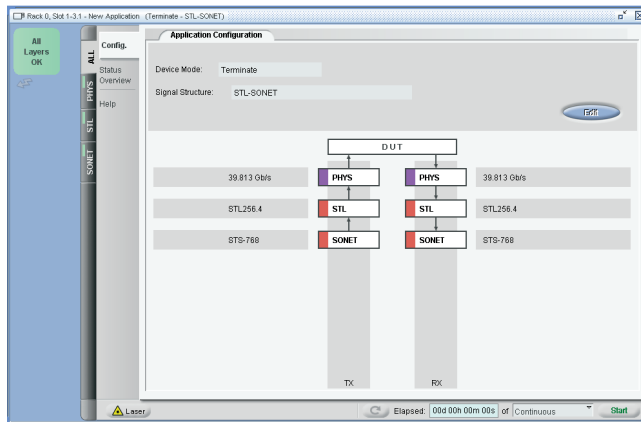 Rack 0, Slot 1-3.1 - New Application (Terminate - STL-SONET)
All
Layers
OK
ALL
PHYS
STL
SONET
Config.
Status
Overview
Help
Application Configuration
Device Mode: Terminate
Signal Structure: STL-SONET
Edit
DUT
39.813 Gb/s PHYS PHYS 39.813 Gb/s
STL256.4 STL STL STL256.4
STS-768 SONET SONET STS-768
TX RX
Laser Elapsed: 00d 00h 00m 00s of Continuous Start